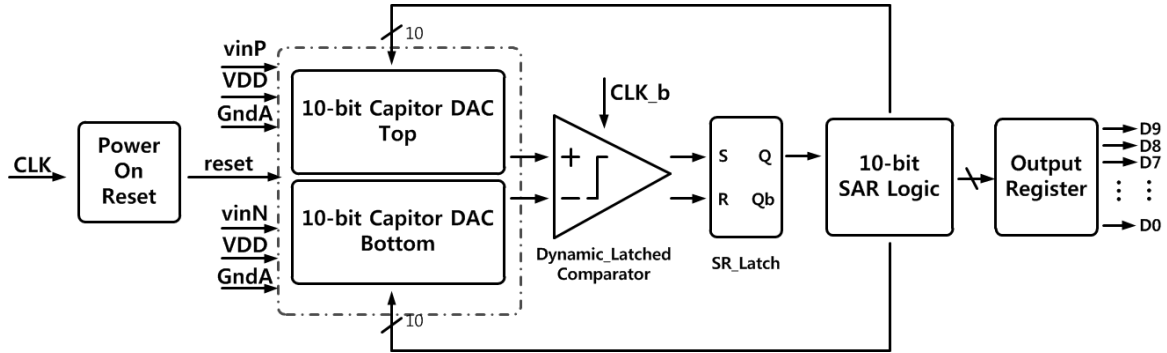 10
vinP
VDD
GndA
10-bit Capitor DAC
Top
CLK_b
CLK
Power
On
Reset
reset
S Q
R Qb
10-bit
SAR Logic
Output
Register
D9
D8
D7
D0
vinN
VDD
GndA
10-bit Capitor DAC
Bottom
Dynamic_Latched
Comparator
SR_Latch
10